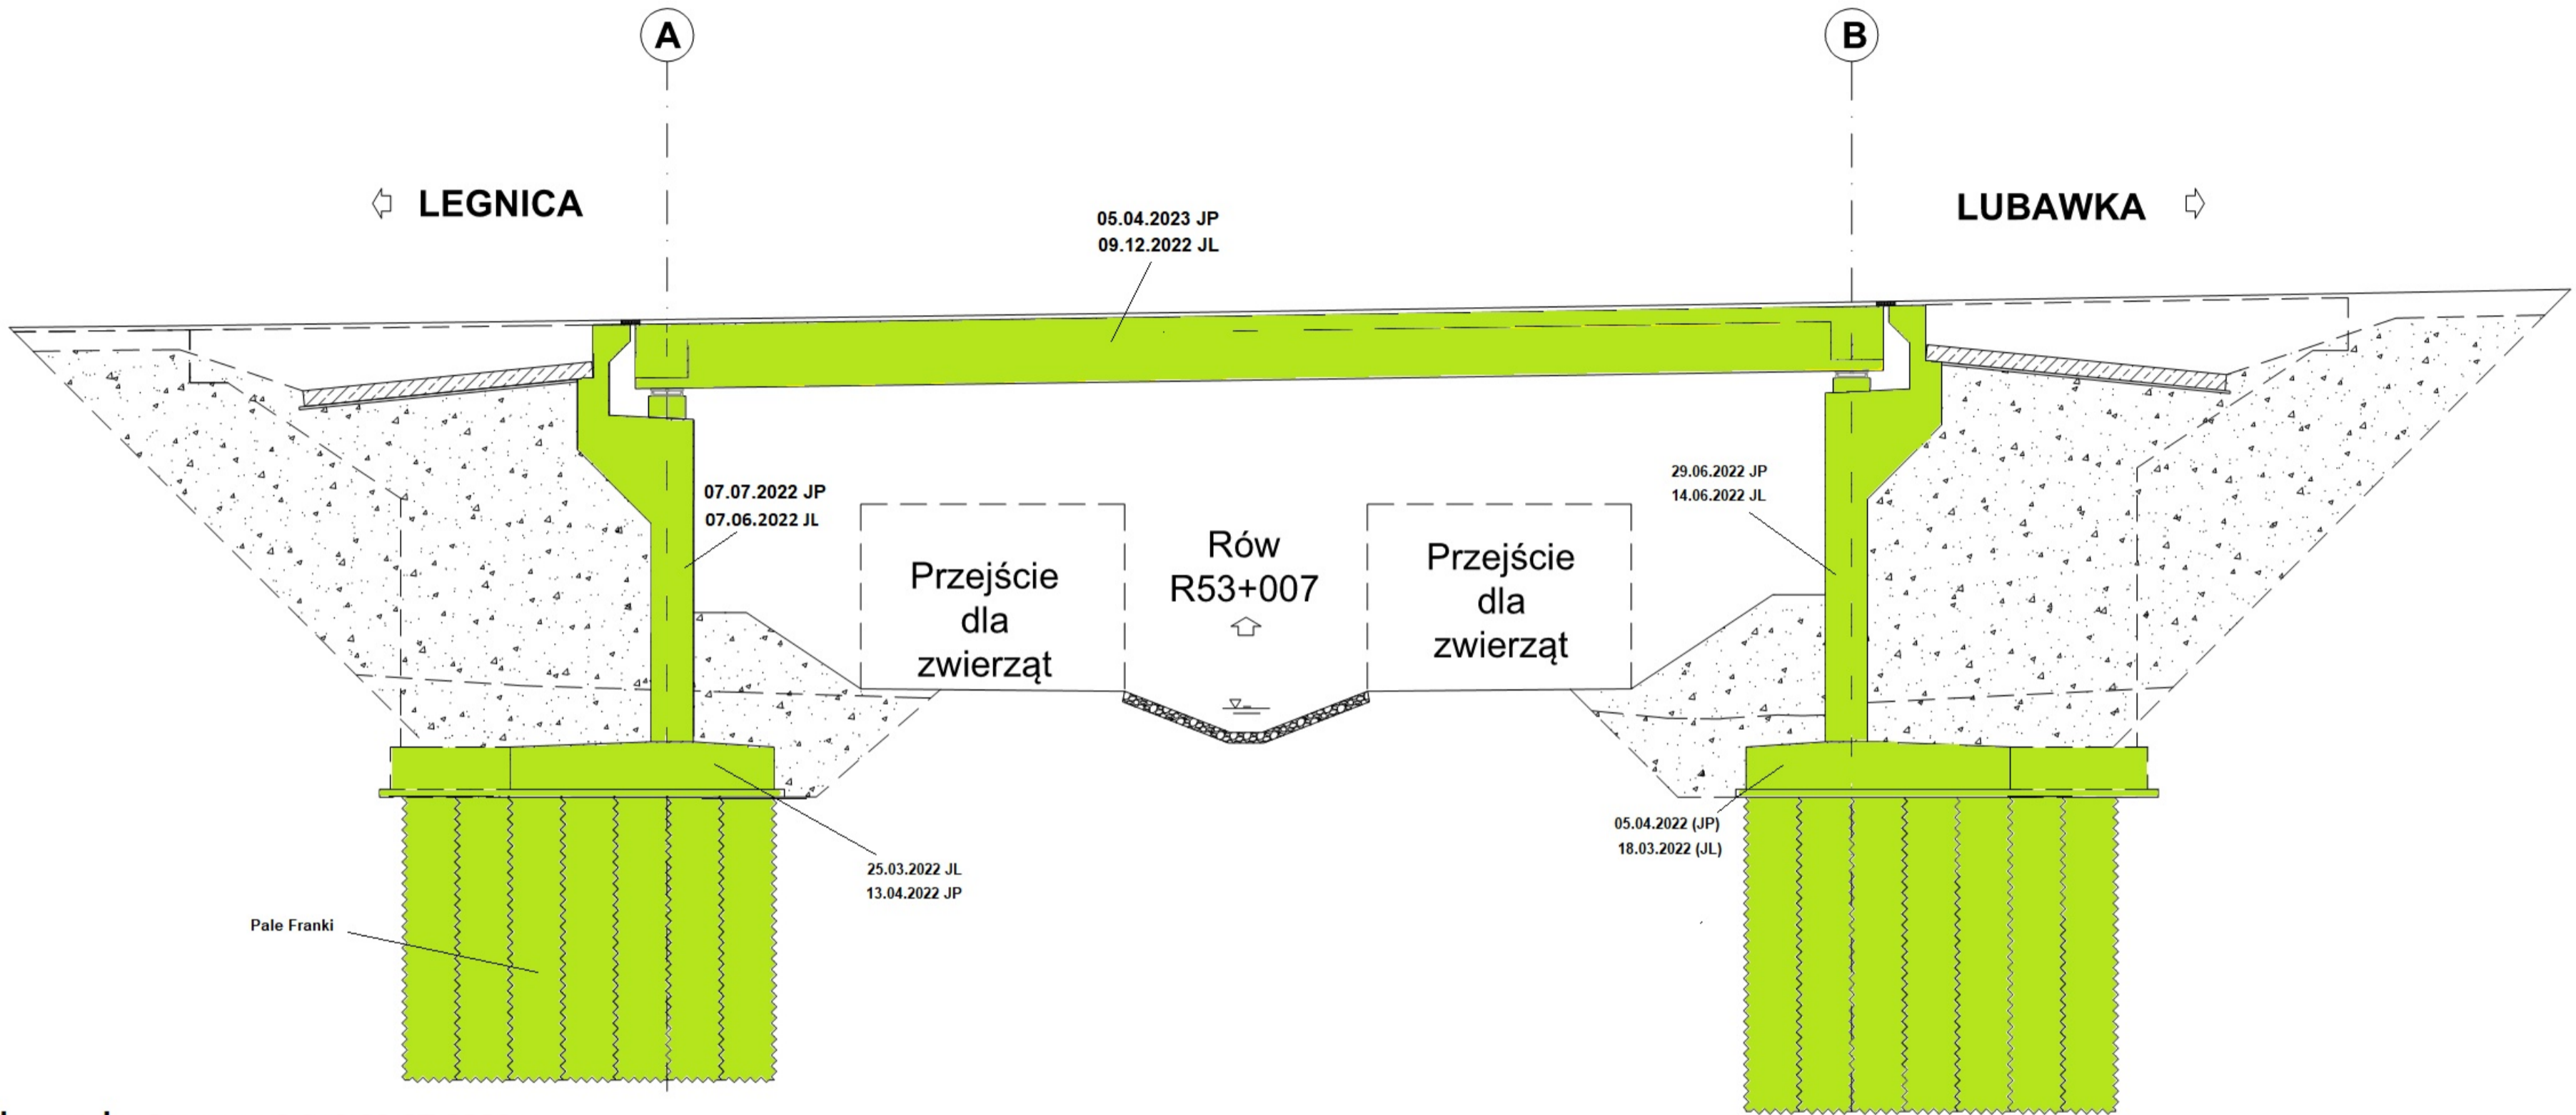 A
B
LEGNICA
LUBAWKA
05.04.2023 JP
09.12.2022 JL
07.07.2022 JP
07.06.2022 JL
29.06.2022 JP
14.06.2022 JL
Przejście
dla
zwierząt
Rów
R53+007
Przejście
dla
zwierząt
25.03.2022 JL
13.04.2022 JP
05.04.2022 (JP)
18.03.2022 (JL)
Pale Franki